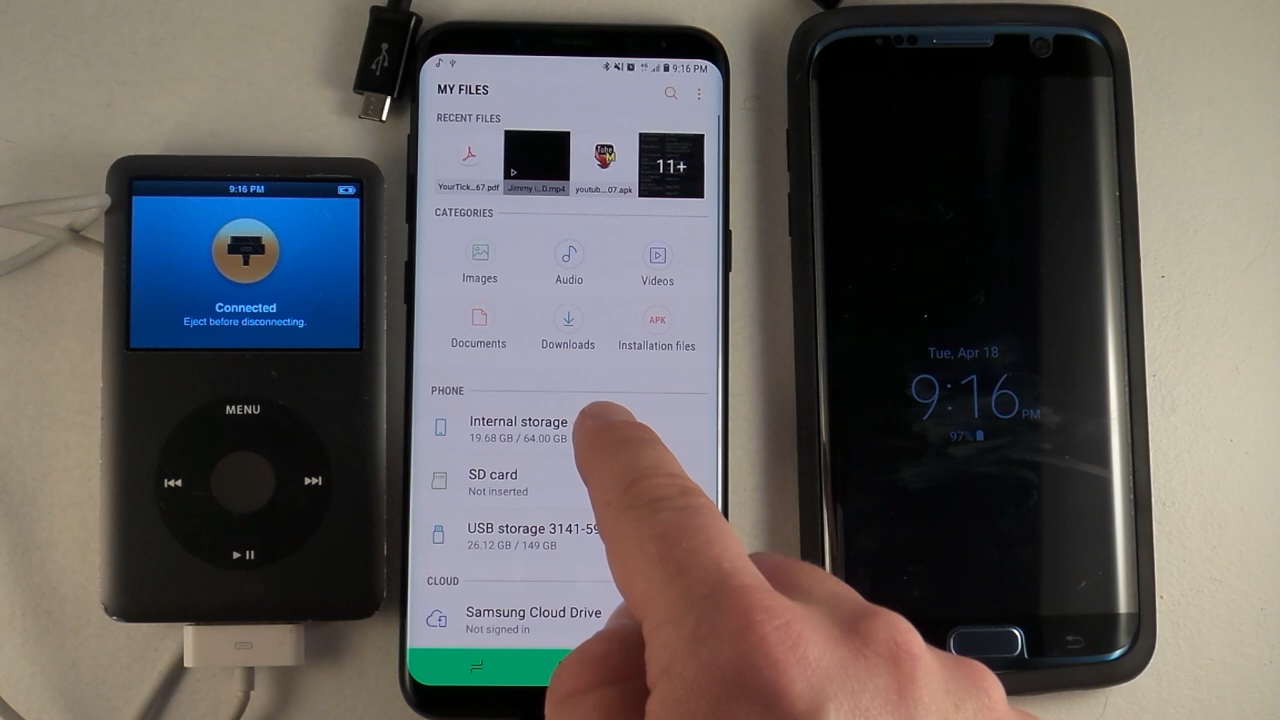 9:16 PM
Connected
Eject before disconnecting.
MENU
9:16 PM
MY FILES
RECENT FILES
YourTick...67.pdf
Jimmy i...D.mp4
youtub....07.apk
11+
CATEGORIES
Images
Audio
Videos
Documents
Downloads
APK
Installation files
PHONE
Internal storage
19.68 GB / 64.00 GB
SD card
Not inserted
USB storage 3141-59
26.12 GB / 149 GB
CLOUD
Samsung Cloud Drive
Not signed in
Tue, Apr 18
9:16 PM
97%